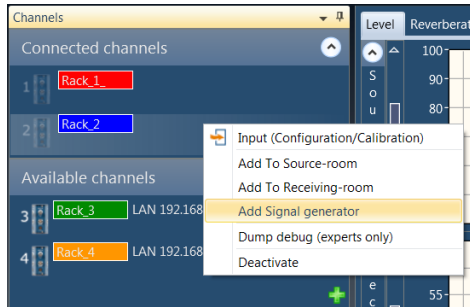 Channels
Connected channels
1 Rack_1_
2 Rack_2
Available channels
3 Rack_3 LAN 192.168
4 Rack_4 LAN 192.168
Input (Configuration/Calibration)
Add To Source-room
Add To Receiving-room
Add Signal generator
Dump debug (experts only)
Deactivate
Level Reverberat
S
o
u
100
90
80
e
c
55